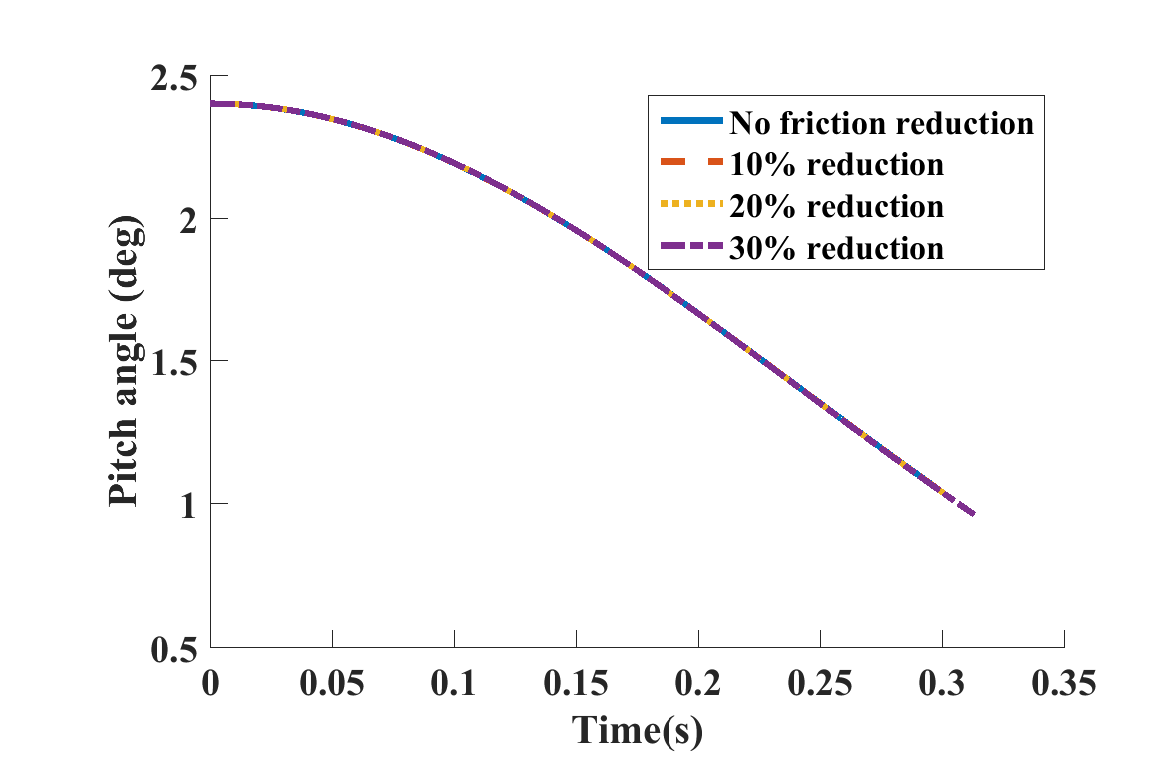 2.5
2
1.5
1
0.5
Pitch angle (deg)
No friction reduction
10% reduction
20% reduction
30% reduction
0 0.05 0.1 0.15 0.2 0.25 0.3 0.35
Time(s)